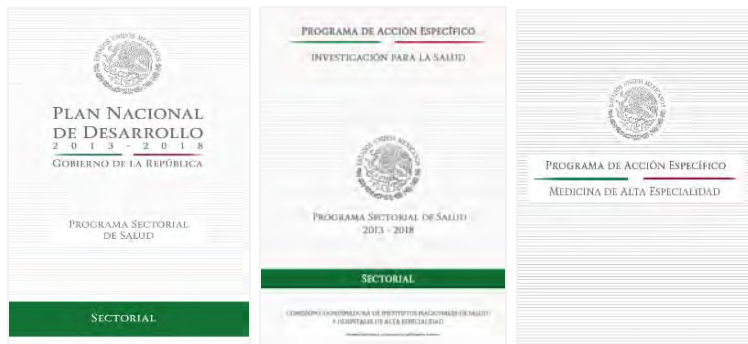 ESTADOS UNIDOS MEXICANOS
PLAN NACIONAL
DE DESARROLLO
2013-2018
GOBIERNO DE LA REPÚBLICA
PROGRAMA SECTORIAL
DE SALUD
SECTORIAL
PROGRAMA DE ACCIÓN ESPECÍFICO
INVESTIGACIÓN PARA LA SALUD
ESTADOS UNIDOS MEXICANOS
PROGRAMA SECTORIAL DE SALUD
2013 - 2018
SECTORIAL
COMISIÓN COORDINADORA DE INSTITUTOS NACIONALES DE SALUD
Y HOSPITALES DE ALTA ESPECIALIDAD
ESTADOS UNIDOS MEXICANOS
PROGRAMA DE ACCIÓN ESPECÍFICO
MEDICINA DE ALTA ESPECIALIDAD